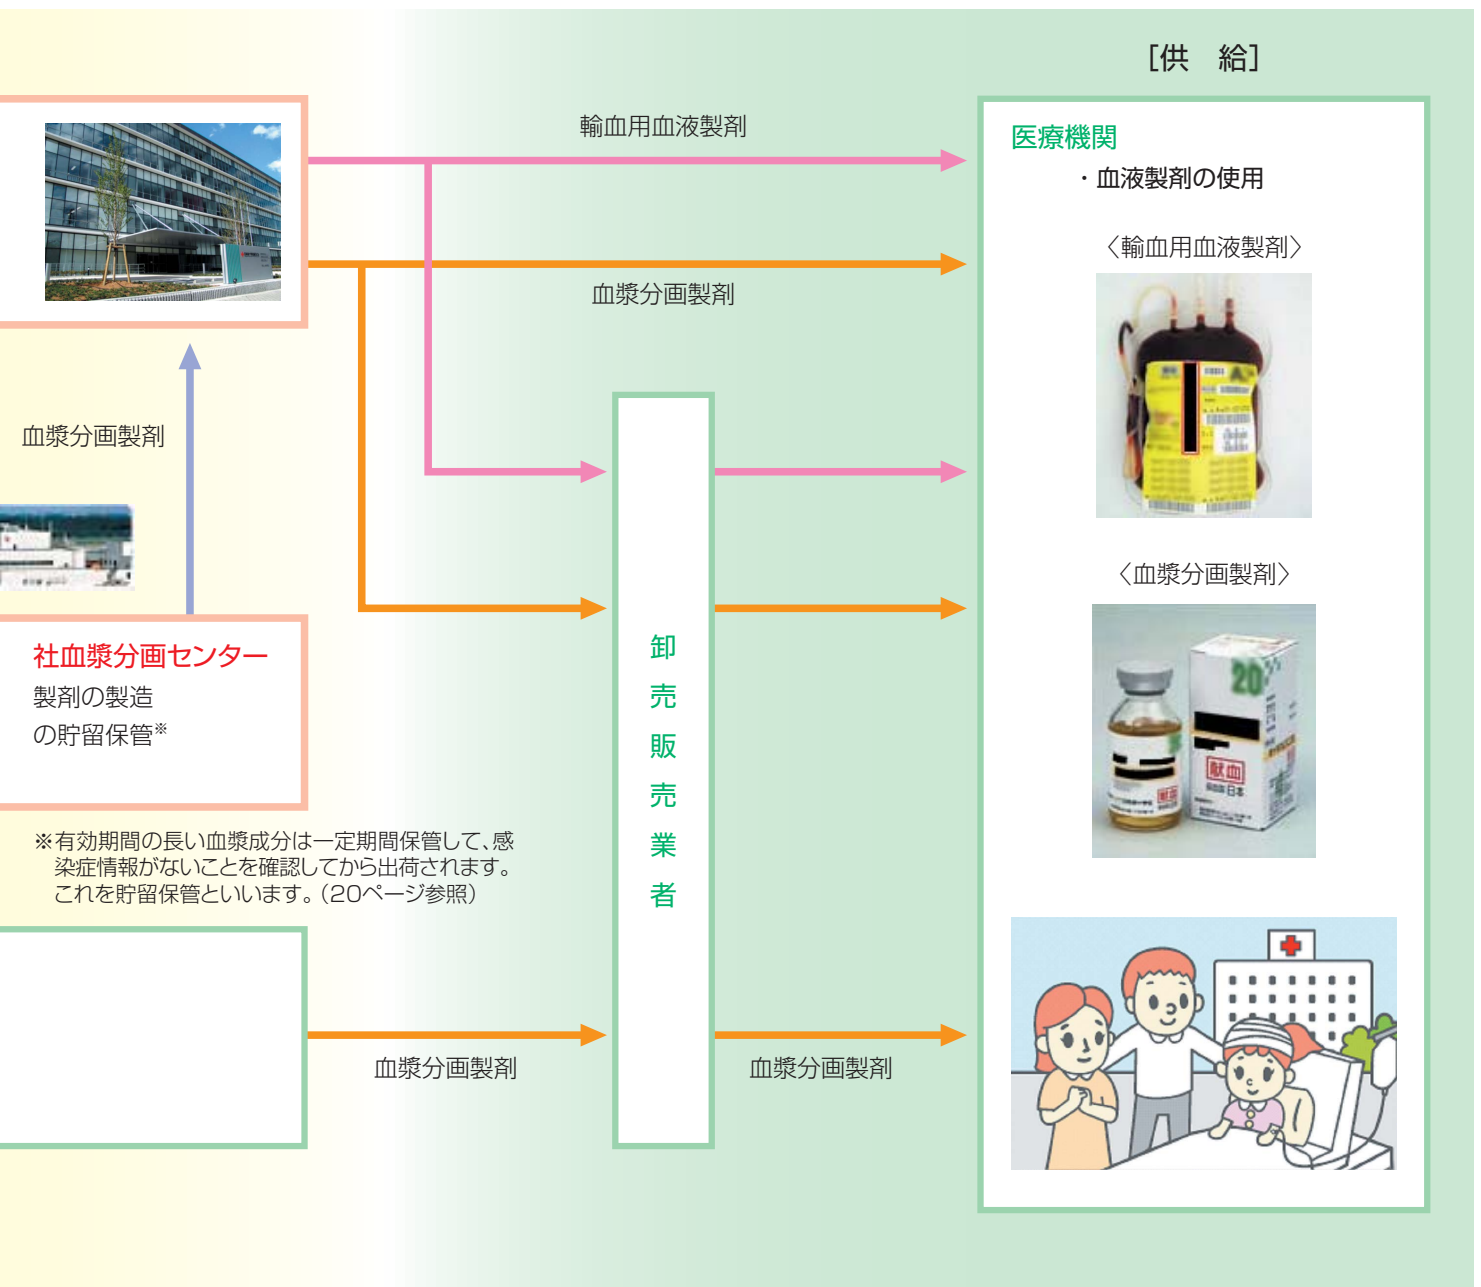 [供　給]
輸血用血液製剤
医療機関
・血液製剤の使用
〈輸血用血液製剤〉
血漿分画製剤
血漿分画製剤
〈血漿分画製剤〉
20
献血
日本
献血
卸売販売業者
社血漿分画センター
製剤の製造
の貯留保管※
※有効期間の長い血漿成分は一定期間保管して、感
染症情報がないことを確認してから出荷されます。
これを貯留保管といいます。（20ページ参照）
血漿分画製剤
血漿分画製剤